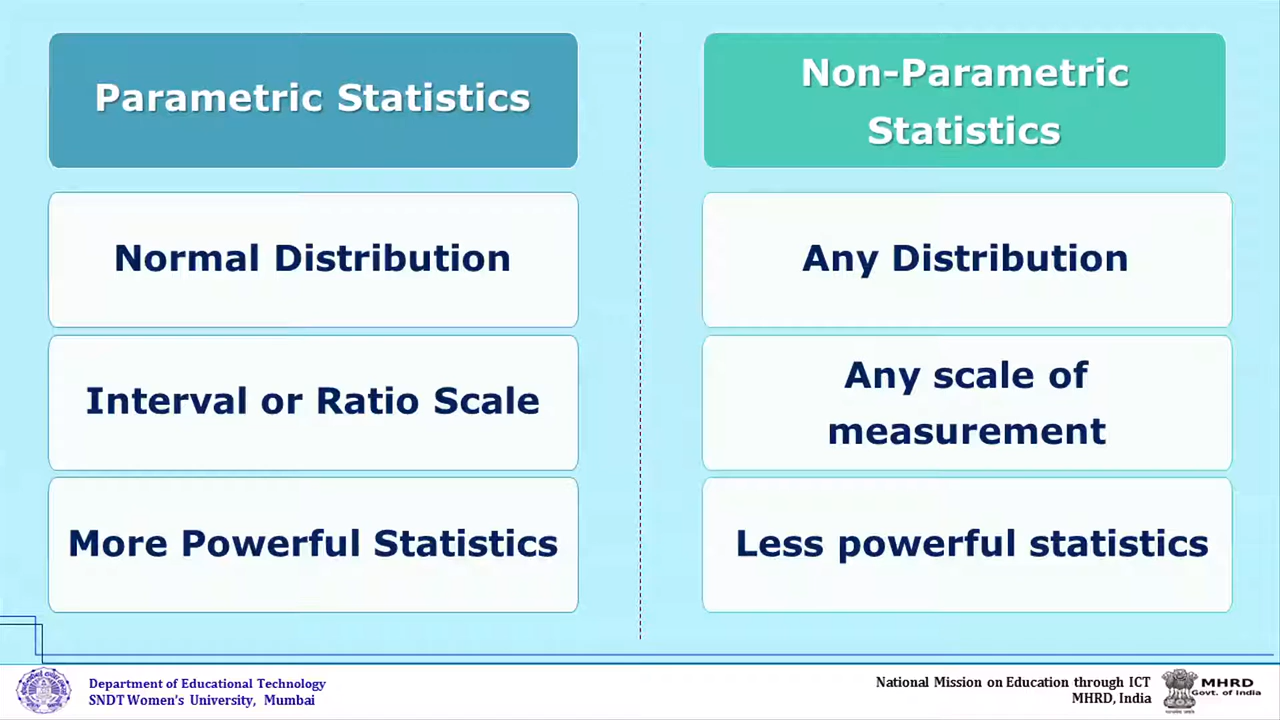 Parametric Statistics
Normal Distribution
Interval or Ratio Scale
More Powerful Statistics
Non-Parametric
Statistics
Any Distribution
Any scale of
measurement
Less powerful statistics
Department of Educational Technology
SNDT Women's University, Mumbai
National Mission on Education through ICT
MHRD, India
MHRD
Govt. of India